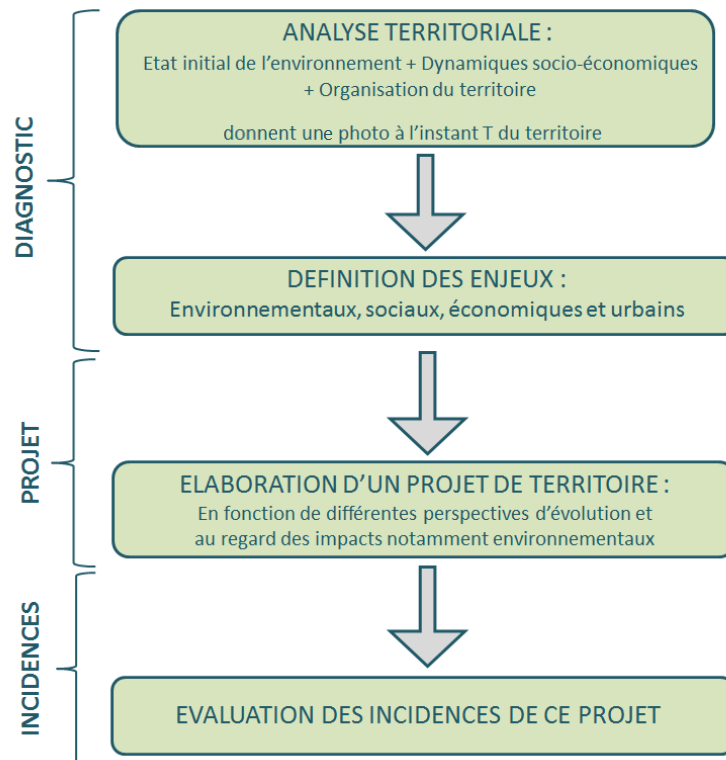 DIAGNOSTIC
ANALYSE TERRITORIALE :
Etat initial de l'environnement + Dynamiques socio-économiques
+ Organisation du territoire
donnent une photo à l'instant T du territoire
DEFINITION DES ENJEUX :
Environnementaux, sociaux, économiques et urbains
PROJET
ELABORATION D'UN PROJET DE TERRITOIRE :
En fonction de différentes perspectives d'évolution et
au regard des impacts notamment environnementaux
INCIDENCES
EVALUATION DES INCIDENCES DE CE PROJET